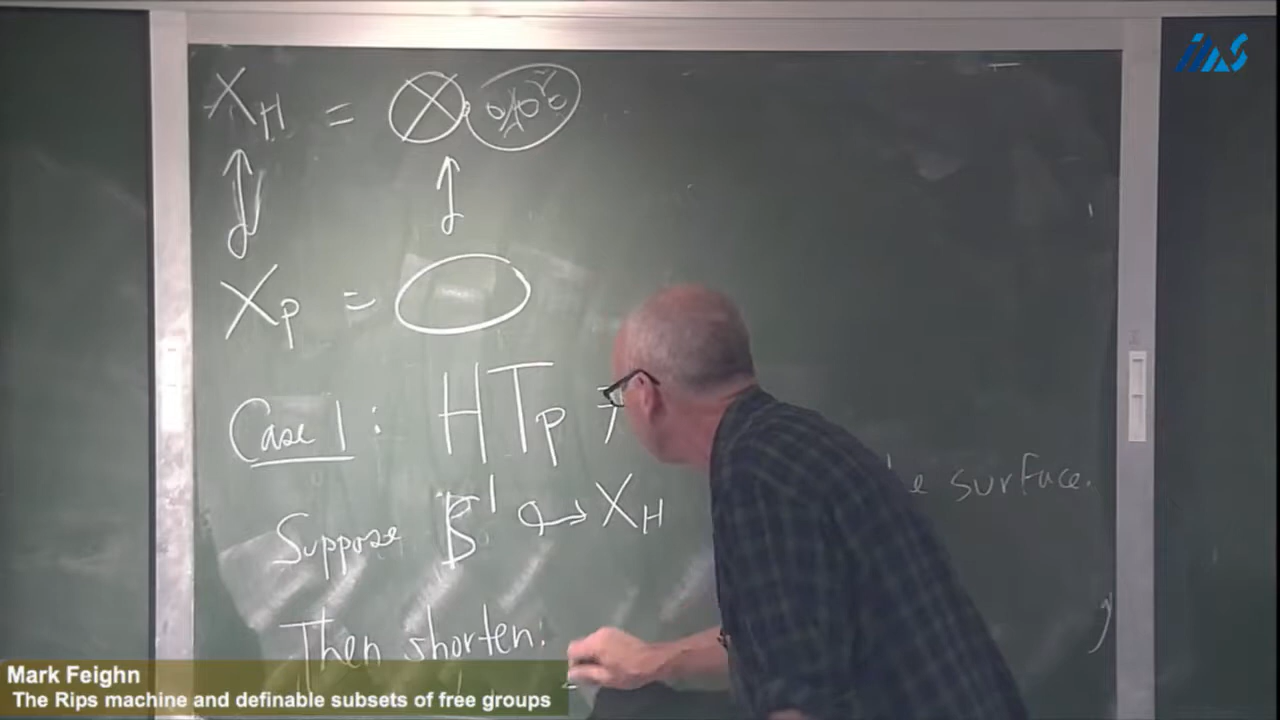 IAS
X_H =
X_P =
Case 1: HT_P
Suppose B' ↪ X_H
surface.
Then shorten:
Mark Feighn
The Rips machine and definable subsets of free groups